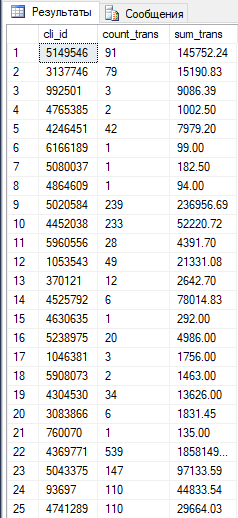 Результаты Сообщения
cli_id count_trans sum_trans
1 5149546 91 145752.24
2 3137746 79 15190.83
3 992501 3 9086.39
4 4765385 2 1002.50
5 4246451 42 7979.20
6 6166189 1 99.00
7 5080037 1 182.50
8 4864609 1 94.00
9 5020584 239 236956.69
10 4452038 233 52220.72
11 5960556 28 4391.70
12 1053543 49 21331.08
13 370121 12 2642.70
14 4525792 6 78014.83
15 4630635 1 292.00
16 5238975 20 4986.00
17 1046381 3 1756.00
18 5908073 2 1463.00
19 4304530 34 13626.00
20 3083866 6 1831.45
21 760070 1 135.00
22 4369771 539 1858149...
23 5043375 147 97133.59
24 93697 110 44833.54
25 4741289 110 29664.03